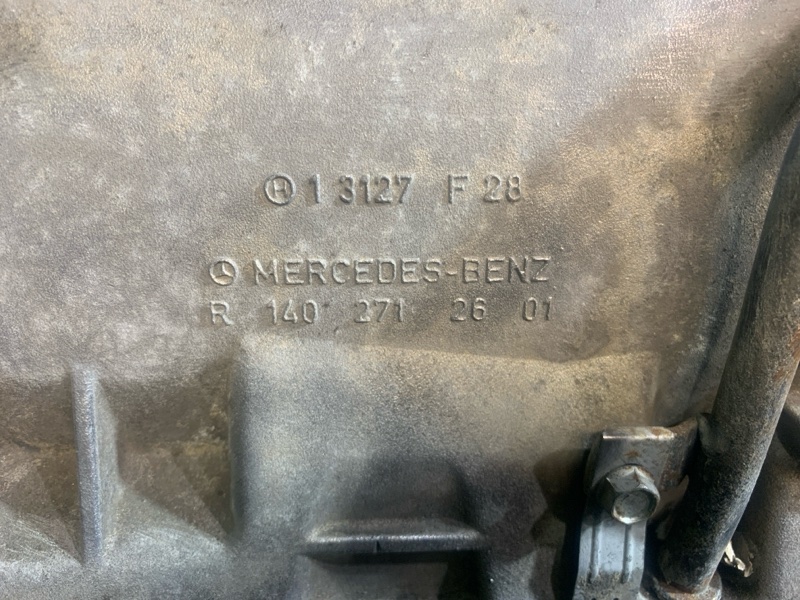 H 1 3127 F 28
MERCEDES-BENZ
R 140 271 26 01